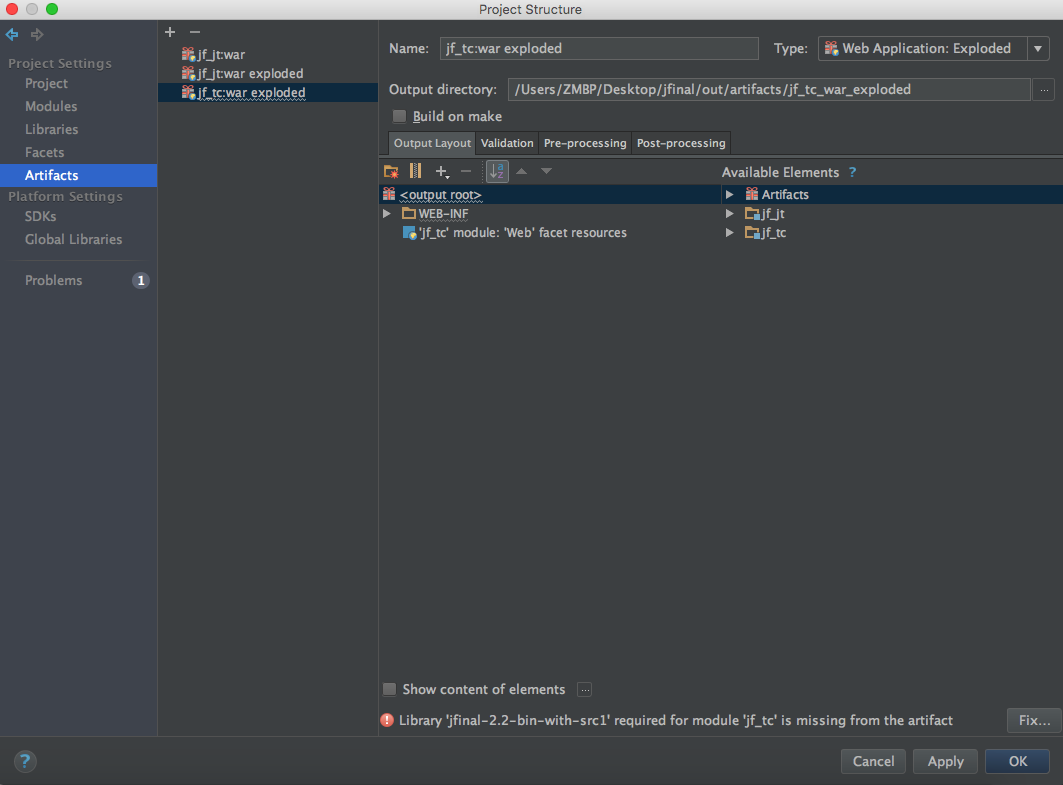 Project Structure
Project Settings
Project
Modules
Libraries
Facets
Artifacts
Platform Settings
SDKs
Global Libraries
Problems 1
jf_jt:war
jf_jt:war exploded
jf_tc:war exploded
Name: jf_tc:war exploded Type: Web Application: Exploded
Output directory: /Users/ZMBP/Desktop/jfinal/out/artifacts/jf_tc_war_exploded ...
Build on make
Output Layout Validation Pre-processing Post-processing
Available Elements ?
<output root>
WEB-INF
'jf_tc' module: 'Web' facet resources
Artifacts
jf_jt
jf_tc
Show content of elements ...
Library 'jfinal-2.2-bin-with-src1' required for module 'jf_tc' is missing from the artifact Fix...
? Cancel Apply OK